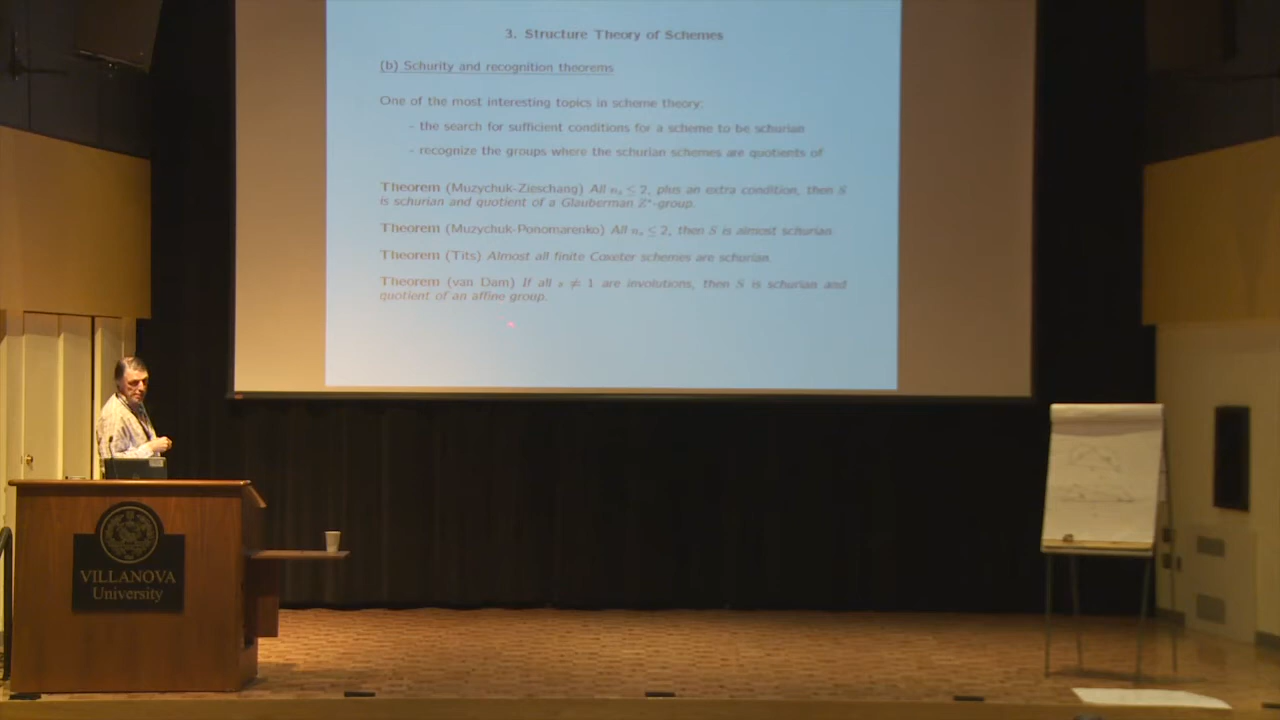 3. Structure Theory of Schemes
(b) Schurity and recognition theorems
One of the most interesting topics in scheme theory:
- the search for sufficient conditions for a scheme to be schurian
- recognize the groups where the schurian schemes are quotients of
Theorem (Muzychuk-Zieschang) All nₛ ≤ 2, plus an extra condition, then S
is schurian and quotient of a Glauberman Z*-group.
Theorem (Muzychuk-Ponomarenko) All nₛ ≤ 2, then S is almost schurian.
Theorem (Tits) Almost all finite Coxeter schemes are schurian.
Theorem (van Dam) If all s ≠ 1 are involutions, then S is schurian and
quotient of an affine group.
VILLANOVA
University